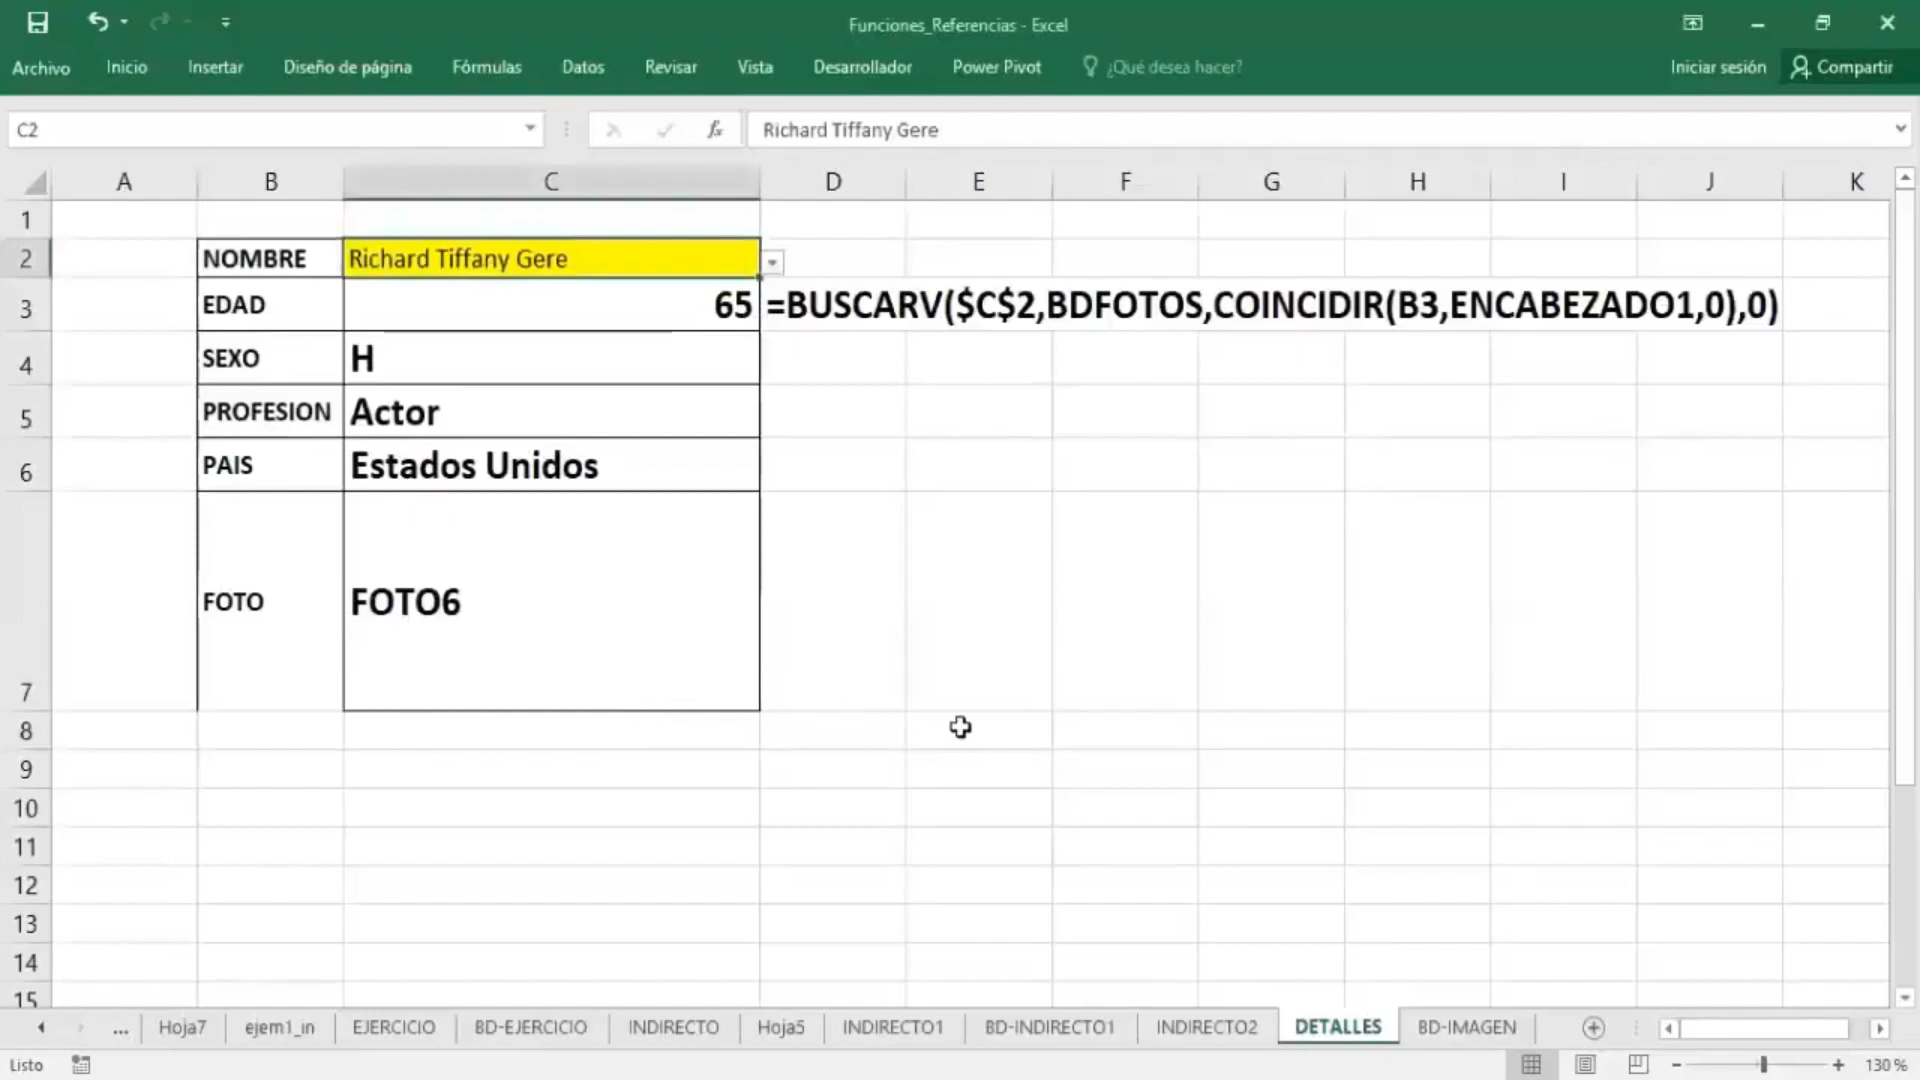 Funciones_Referencias - Excel
Archivo Inicio Insertar Diseño de página Fórmulas Datos Revisar Vista Desarrollador Power Pivot ¿Qué desea hacer? Iniciar sesión Compartir
C2 fx Richard Tiffany Gere
A B C D E F G H I J K
1
2 NOMBRE Richard Tiffany Gere
3 EDAD 65 =BUSCARV($C$2,BDFOTOS,COINCIDIR(B3,ENCABEZADO1,0),0)
4 SEXO H
5 PROFESION Actor
6 PAIS Estados Unidos
7 FOTO FOTO6
8
9
10
11
12
13
14
15
... Hoja7 ejem1_in EJERCICIO BD-EJERCICIO INDIRECTO Hoja5 INDIRECTO1 BD-INDIRECTO1 INDIRECTO2 DETALLES BD-IMAGEN
Listo 130 %